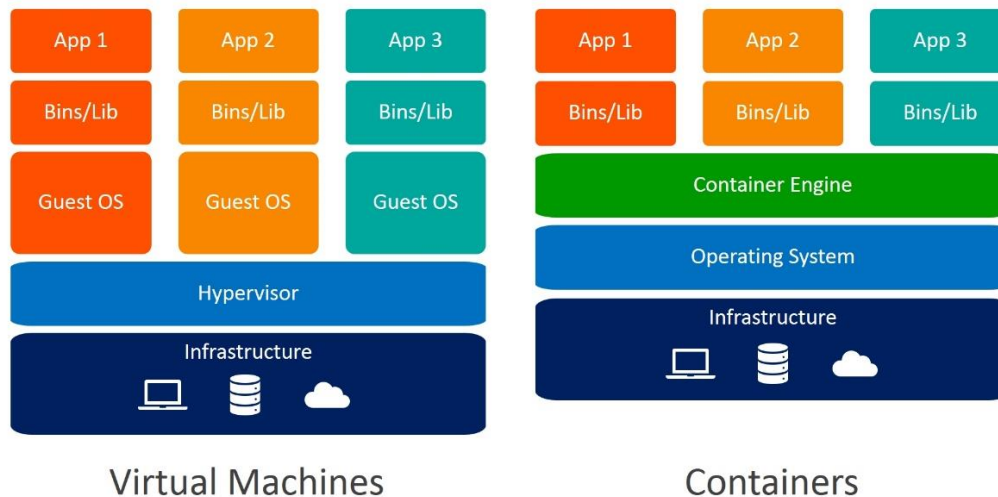 App 1
App 2
App 3
Bins/Lib
Bins/Lib
Bins/Lib
Guest OS
Guest OS
Guest OS
Hypervisor
Infrastructure
Virtual Machines
App 1
App 2
App 3
Bins/Lib
Bins/Lib
Bins/Lib
Container Engine
Operating System
Infrastructure
Containers